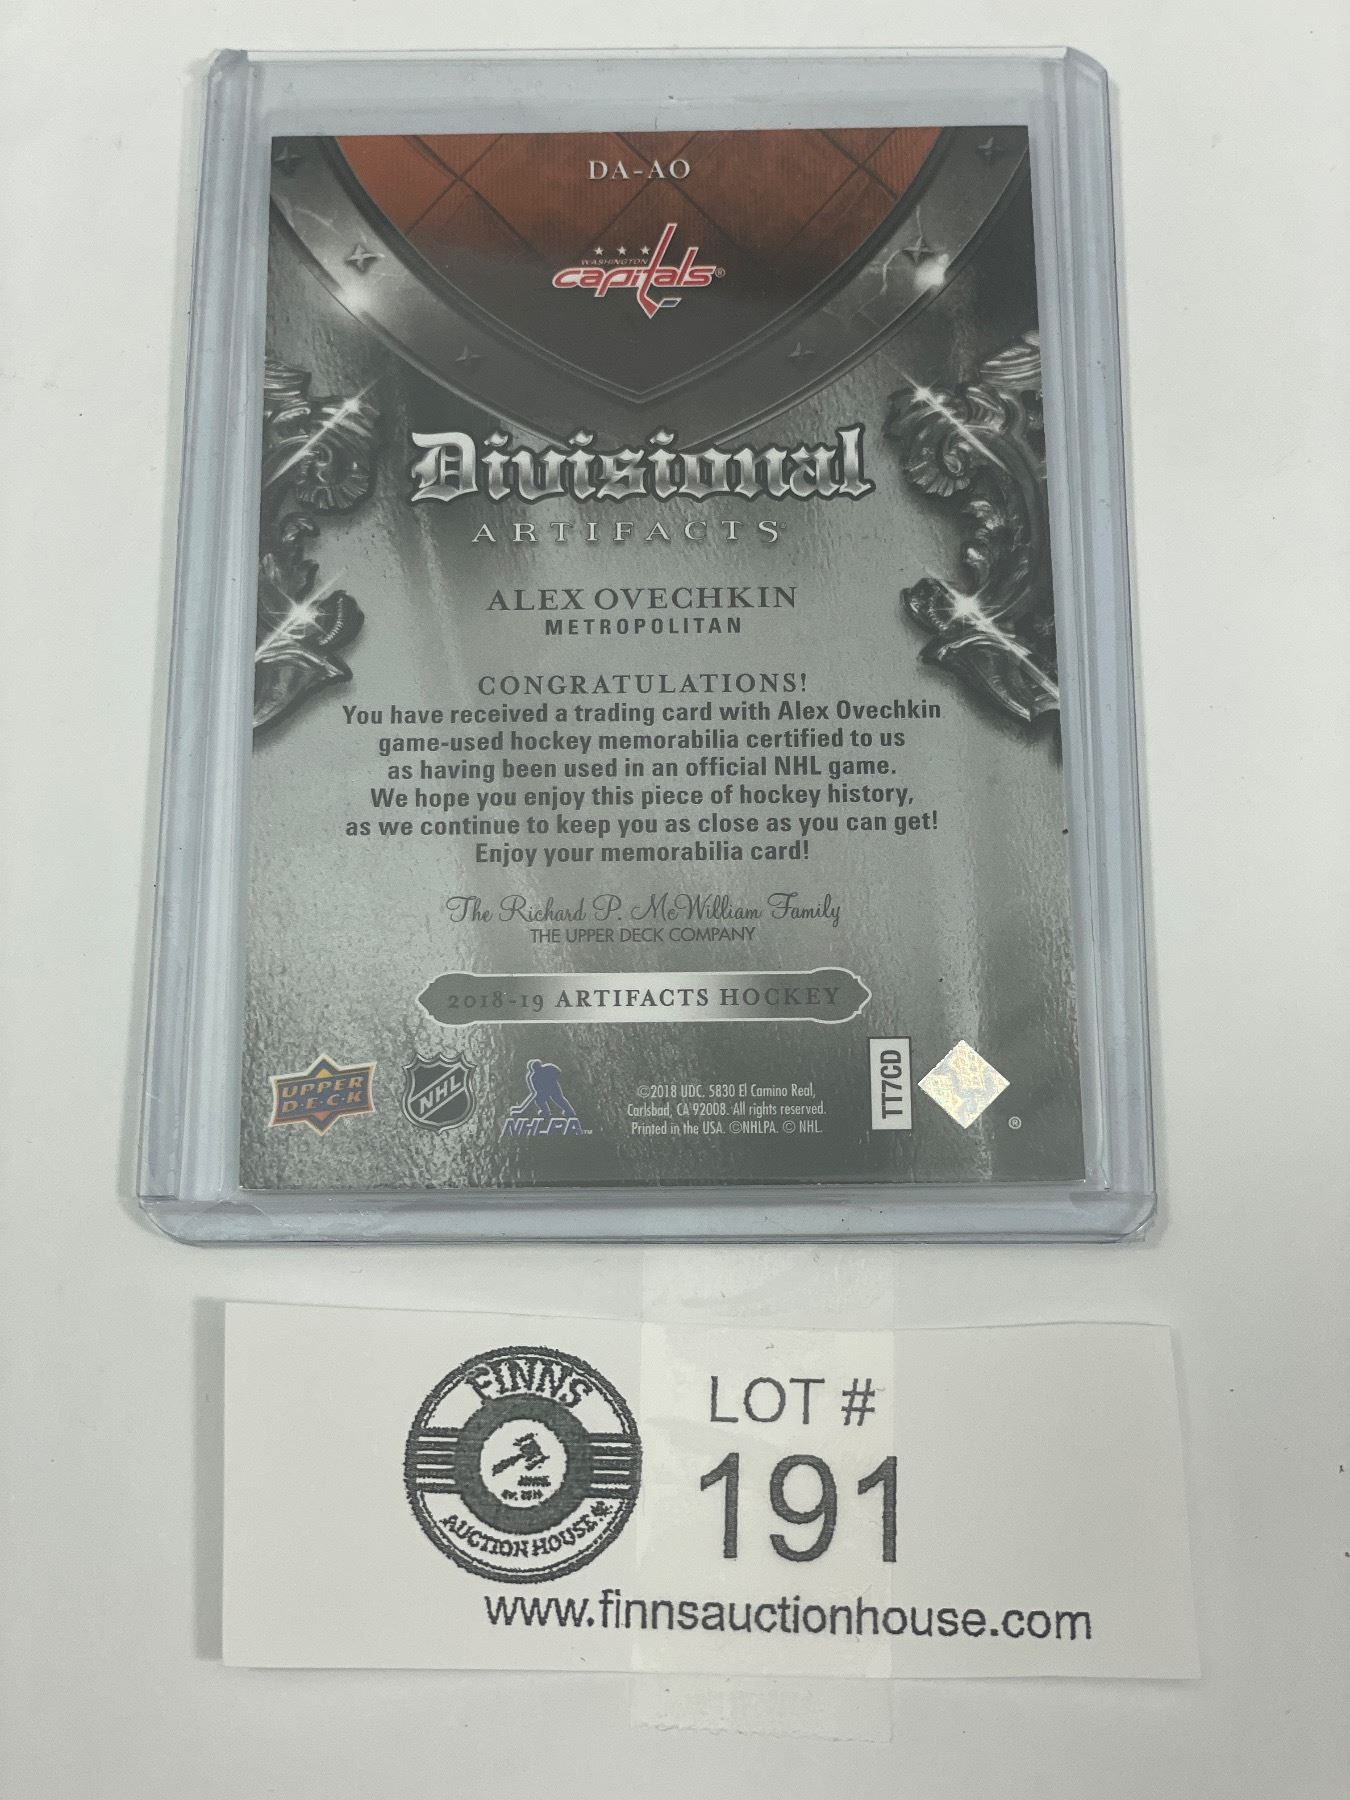 DA-AO
WASHINGTON
capitals®
Divisional
ARTIFACTS
ALEX OVECHKIN
METROPOLITAN
CONGRATULATIONS!
You have received a trading card with Alex Ovechkin
game-used hockey memorabilia certified to us
as having been used in an official NHL game.
We hope you enjoy this piece of hockey history,
as we continue to keep you as close as you can get!
Enjoy your memorabilia card!
The Richard P. McWilliam Family
THE UPPER DECK COMPANY
2018-19 ARTIFACTS HOCKEY
UPPER
D·E·C·K
NHL
NHLPA™
©2018 UDC. 5830 El Camino Real,
Carlsbad, CA 92008. All rights reserved.
Printed in the USA. ©NHLPA. © NHL.
TT7CD
®
FINNS
AUCTION HOUSE
LOT #
191
www.finnsauctionhouse.com